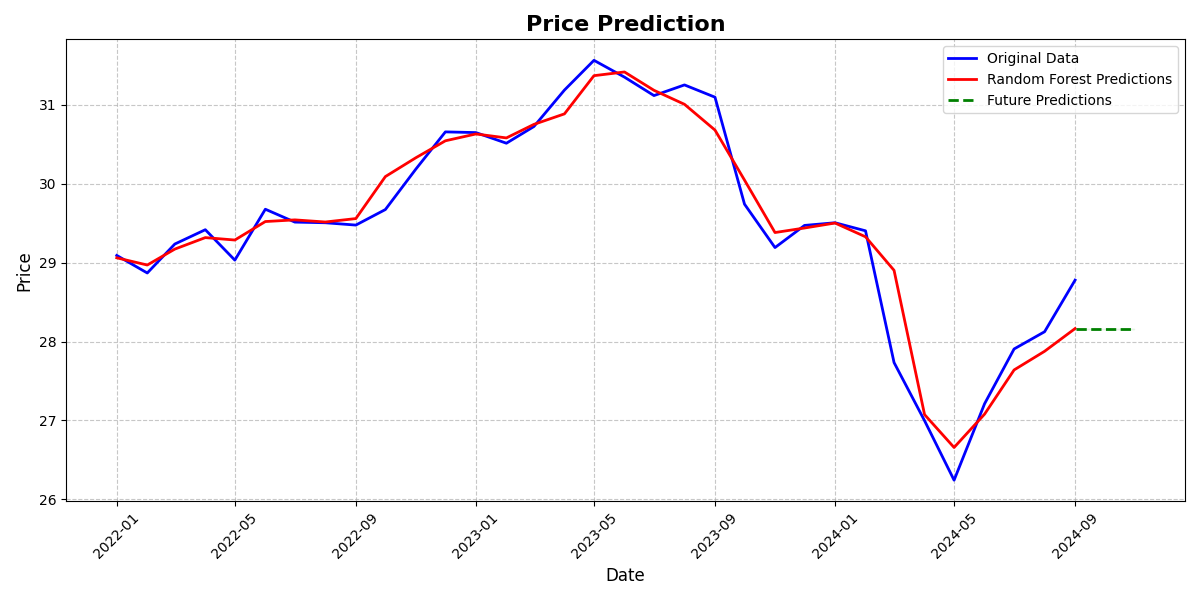 Price Prediction
Original Data
Random Forest Predictions
Future Predictions
Price
31
30
29
28
27
26
2022-01
2022-05
2022-09
2023-01
2023-05
2023-09
2024-01
2024-05
2024-09
Date